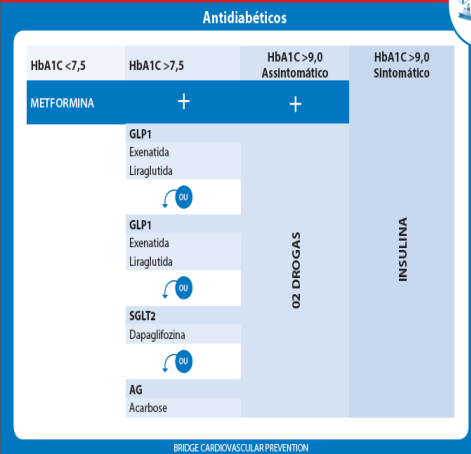 Antidiabéticos
HbA1C <7,5
HbA1C >7,5
HbA1C >9,0
Assintomático
HbA1C >9,0
Sintomático
METFORMINA
+
+
GLP1
Exenatida
Liraglutida
OU
GLP1
Exenatida
Liraglutida
OU
SGLT2
Dapaglifozina
OU
AG
Acarbose
02 DROGAS
INSULINA
BRIDGE CARDIOVASCULAR PREVENTION